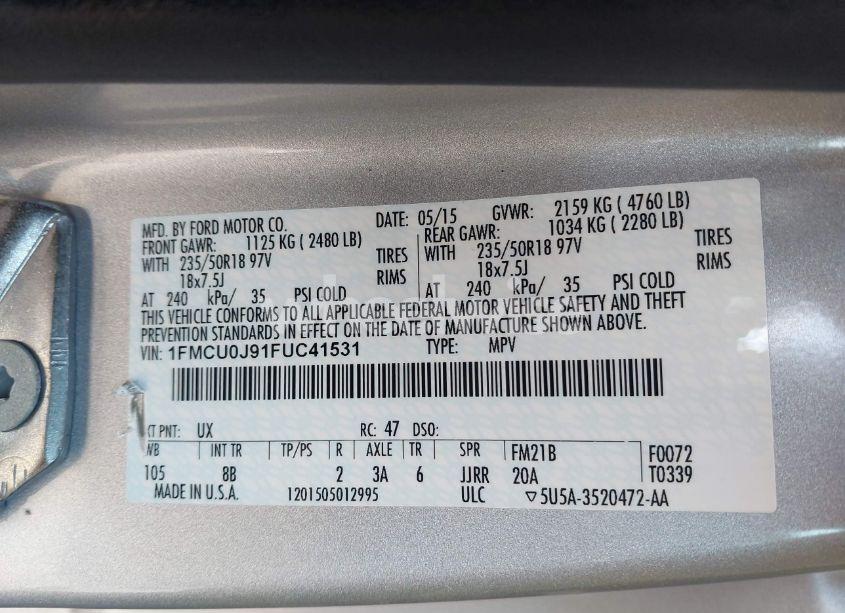 MFD. BY FORD MOTOR CO. DATE: 05/15 GVWR: 2159 KG ( 4760 LB)
FRONT GAWR: 1125 KG ( 2480 LB) REAR GAWR: 1034 KG ( 2280 LB)
WITH 235/50R18 97V TIRES WITH 235/50R18 97V TIRES
18x7.5J RIMS 18x7.5J RIMS
AT 240 kPa/ 35 PSI COLD AT 240 kPa/ 35 PSI COLD
THIS VEHICLE CONFORMS TO ALL APPLICABLE FEDERAL MOTOR VEHICLE SAFETY AND THEFT
PREVENTION STANDARDS IN EFFECT ON THE DATE OF MANUFACTURE SHOWN ABOVE.
VIN: 1FMCU0J91FUC41531 TYPE: MPV
PNT: UX RC: 47 DSO:
WB INT TR TP/PS R AXLE TR SPR FM21B F0072
105 8B 2 3A 6 JJRR 20A T0339
MADE IN U.S.A. 1201505012995 ULC ▽5U5A-3520472-AA